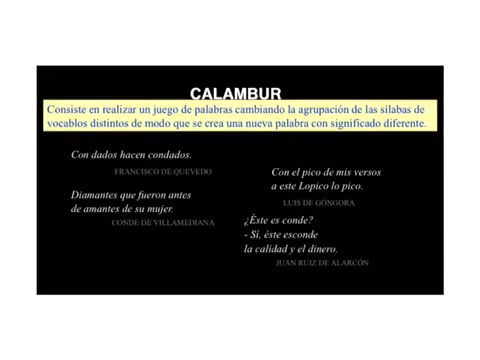 CALAMBUR
Consiste en realizar un juego de palabras cambiando la agrupación de las sílabas de
vocablos distintos de modo que se crea una nueva palabra con significado diferente.
Con dados hacen condados.
FRANCISCO DE QUEVEDO
Diamantes que fueron antes
de amantes de su mujer.
CONDE DE VILLAMEDIANA
Con el pico de mis versos
a este Lopico lo pico.
LUIS DE GÓNGORA
¿Éste es conde?
- Sí, éste esconde
la calidad y el dinero.
JUAN RUIZ DE ALARCÓN